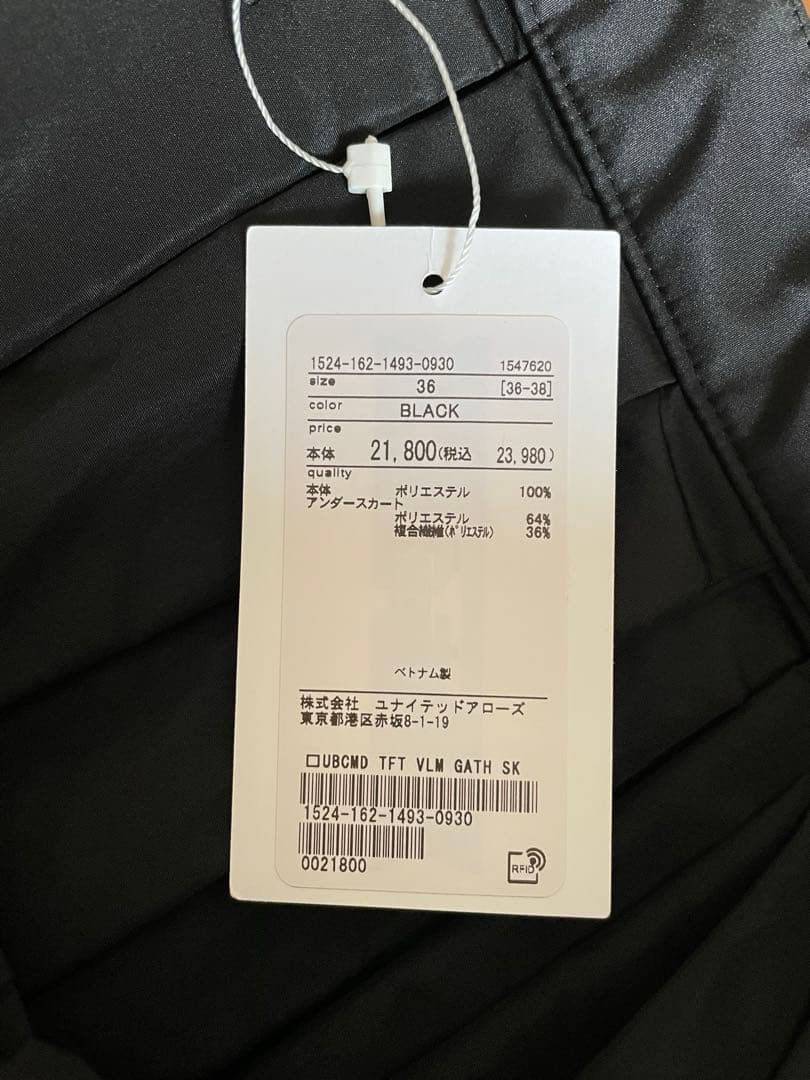 1524-162-1493-0930 1547620
size 36 [36-38]
color BLACK
price
本体 21,800(税込 23,980)
quality
本体 ポリエステル 100%
アンダースカート
ポリエステル 64%
複合繊維(ﾎﾟﾘｴｽﾃﾙ) 36%
ベトナム製
株式会社 ユナイテッドアローズ
東京都港区赤坂8-1-19
□UBCMD TFT VLM GATH SK
1524-162-1493-0930
0021800
RFID